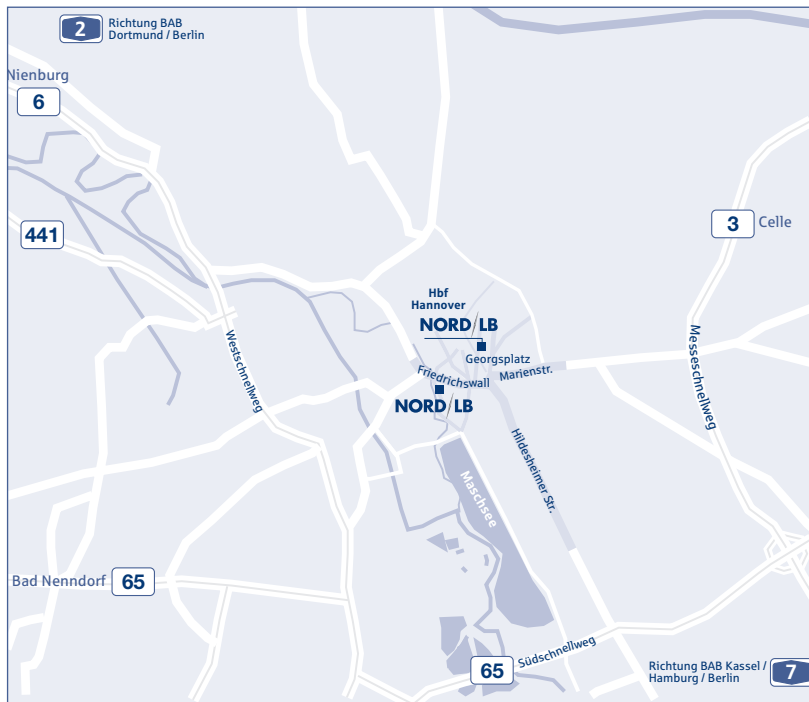 2
Richtung BAB
Dortmund / Berlin
Nienburg
6
441
3
Celle
Hbf
Hannover
NORD/LB
Georgsplatz
Friedrichswall
Marienstr.
NORD/LB
Westschnellweg
Messeschnellweg
Hildesheimer Str.
Maschsee
Bad Nenndorf
65
65
Südschnellweg
Richtung BAB Kassel /
Hamburg / Berlin
7